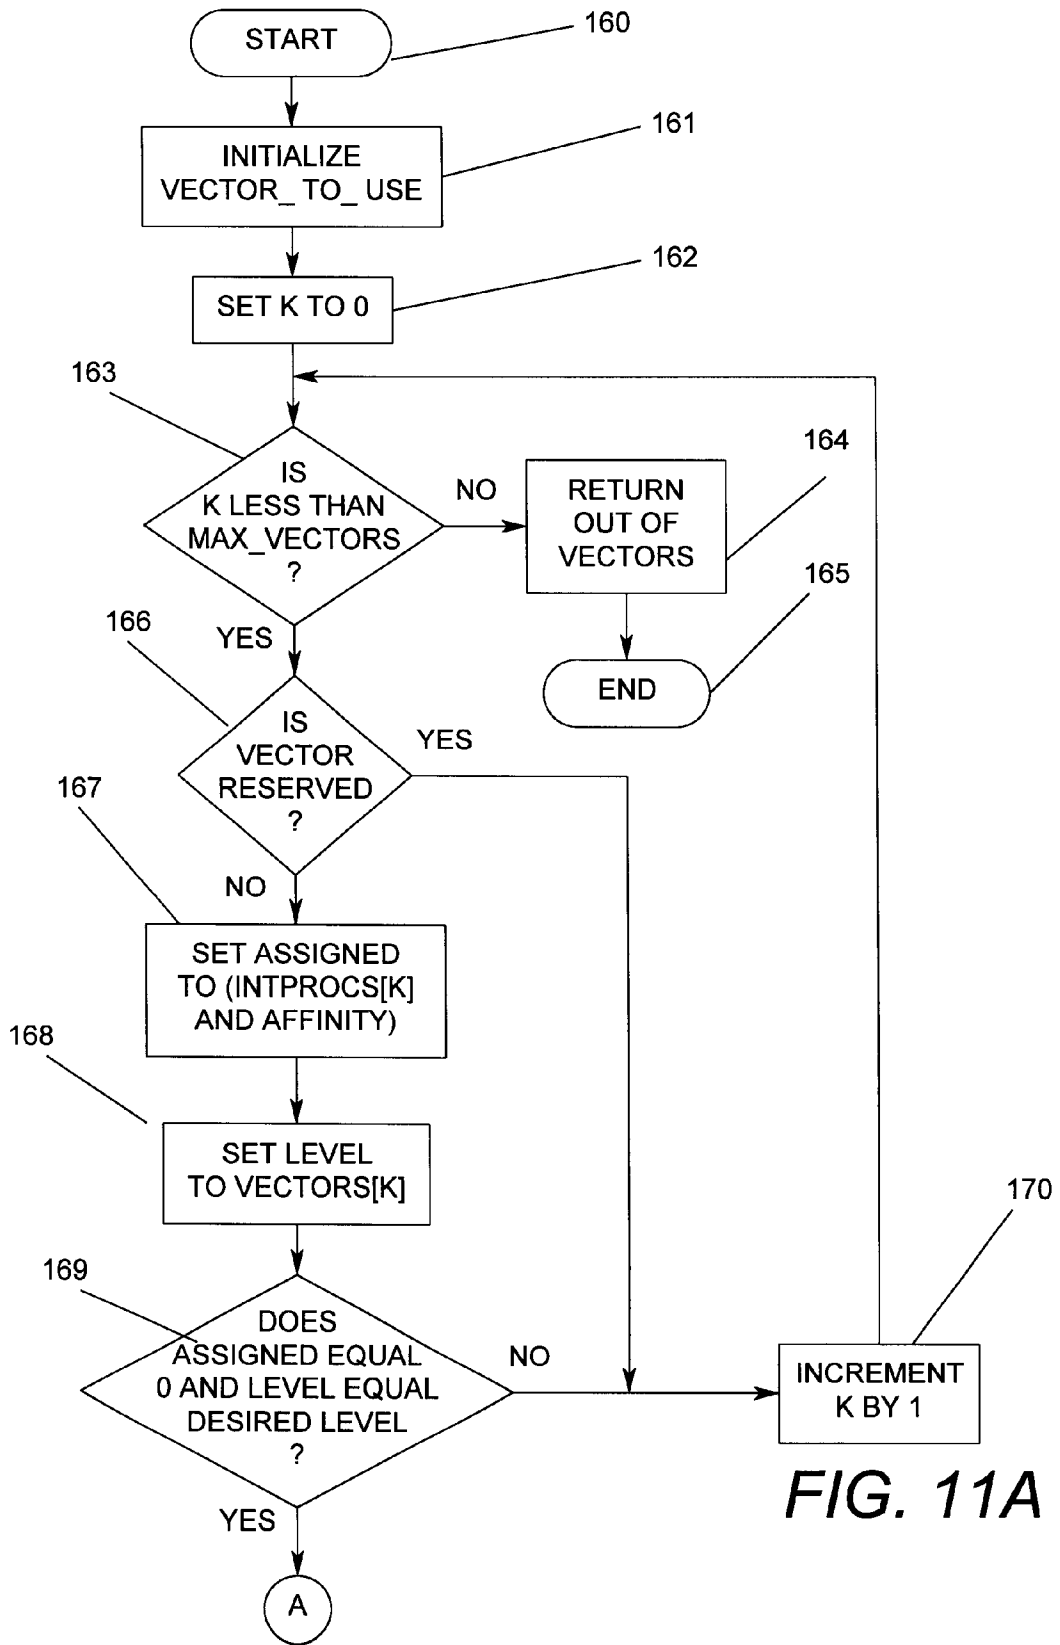 START
160
INITIALIZE
VECTOR_ TO_ USE
161
SET K TO 0
162
163
IS
K LESS THAN
MAX_VECTORS
?
NO
RETURN
OUT OF
VECTORS
164
165
END
YES
166
IS
VECTOR
RESERVED
?
YES
NO
167
SET ASSIGNED
TO (INTPROCS[K]
AND AFFINITY)
168
SET LEVEL
TO VECTORS[K]
169
DOES
ASSIGNED EQUAL
0 AND LEVEL EQUAL
DESIRED LEVEL
?
NO
170
INCREMENT
K BY 1
YES
A
FIG. 11A